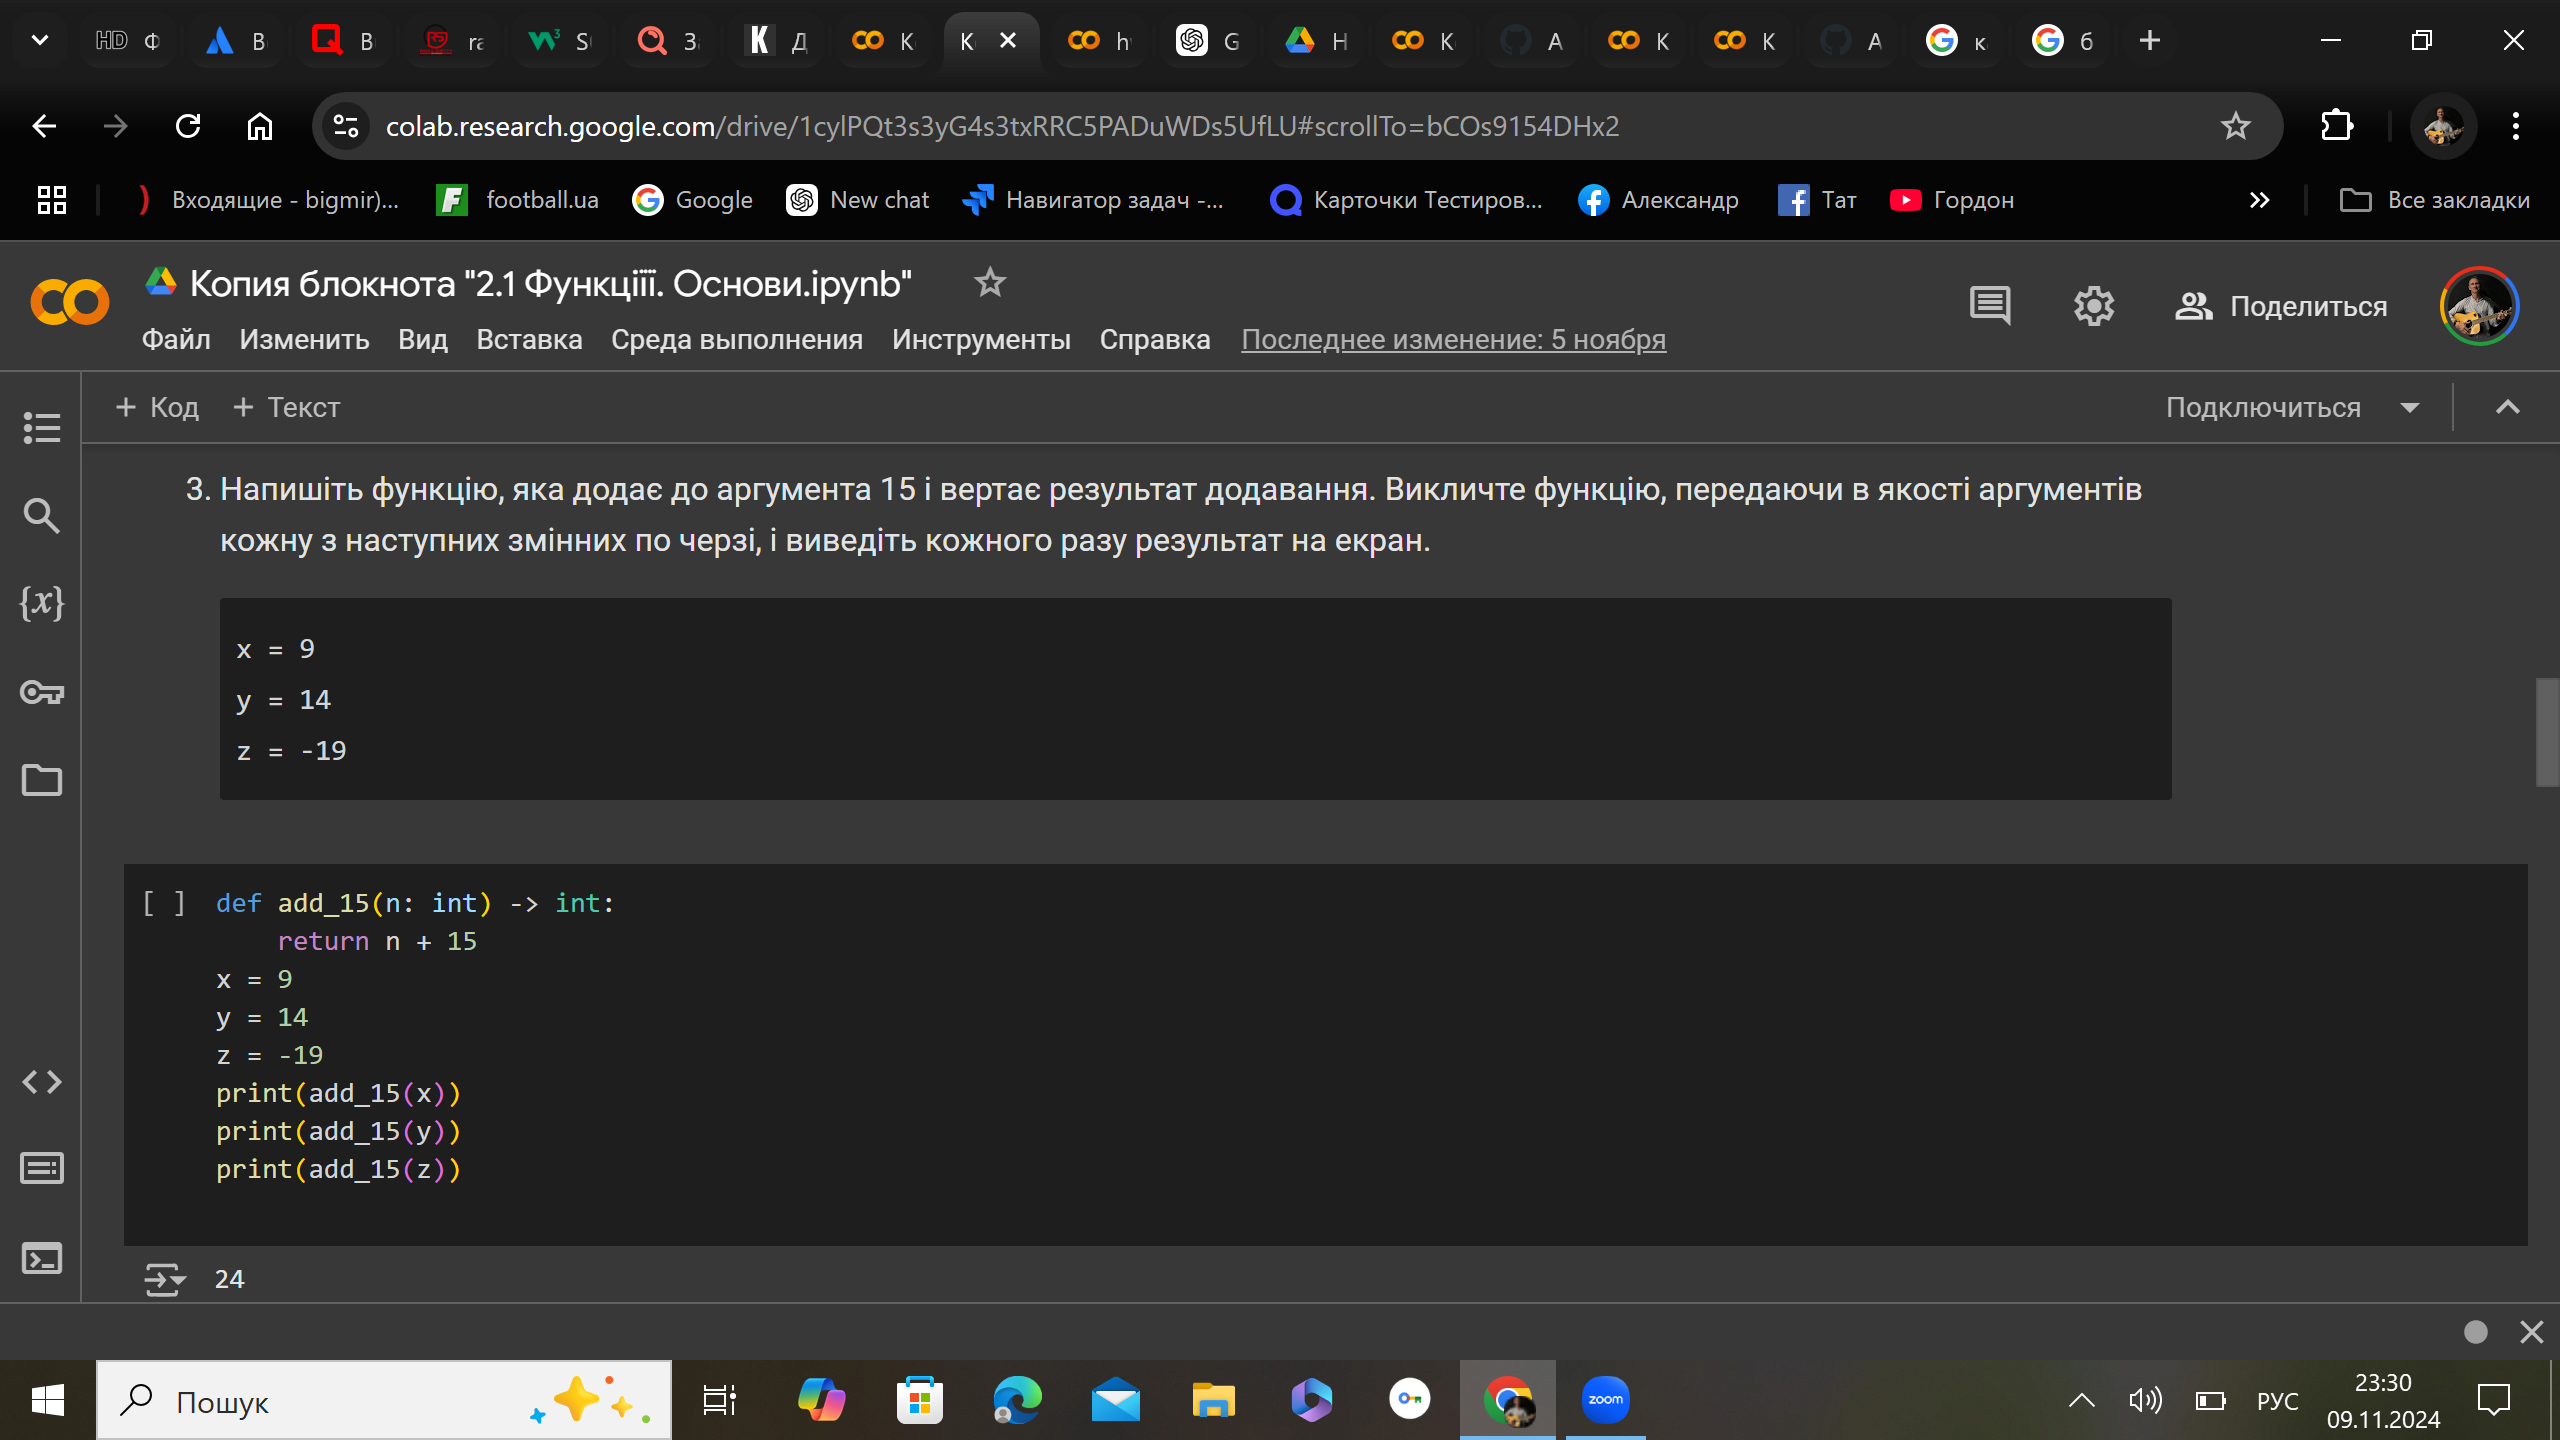 HD Ф В В ra S З Д К К h G Н К А К К А к б
colab.research.google.com/drive/1cylPQt3s3yG4s3txRRC5PADuWDs5UfLU#scrollTo=bCOs9154DHx2
Входящие - bigmir)... football.ua Google New chat Навигатор задач -... Карточки Тестиров... Александр Тат Гордон Все закладки
Копия блокнота "2.1 Функціїї. Основи.ipynb"
Файл Изменить Вид Вставка Среда выполнения Инструменты Справка Последнее изменение: 5 ноября
Поделиться
+ Код + Текст Подключиться
3. Напишіть функцію, яка додає до аргумента 15 і вертає результат додавання. Викличте функцію, передаючи в якості аргументів
кожну з наступних змінних по черзі, і виведіть кожного разу результат на екран.
x = 9
y = 14
z = -19
[ ] def add_15(n: int) -> int:
return n + 15
x = 9
y = 14
z = -19
print(add_15(x))
print(add_15(y))
print(add_15(z))
24
Пошук
zoom
РУС
23:30
09.11.2024